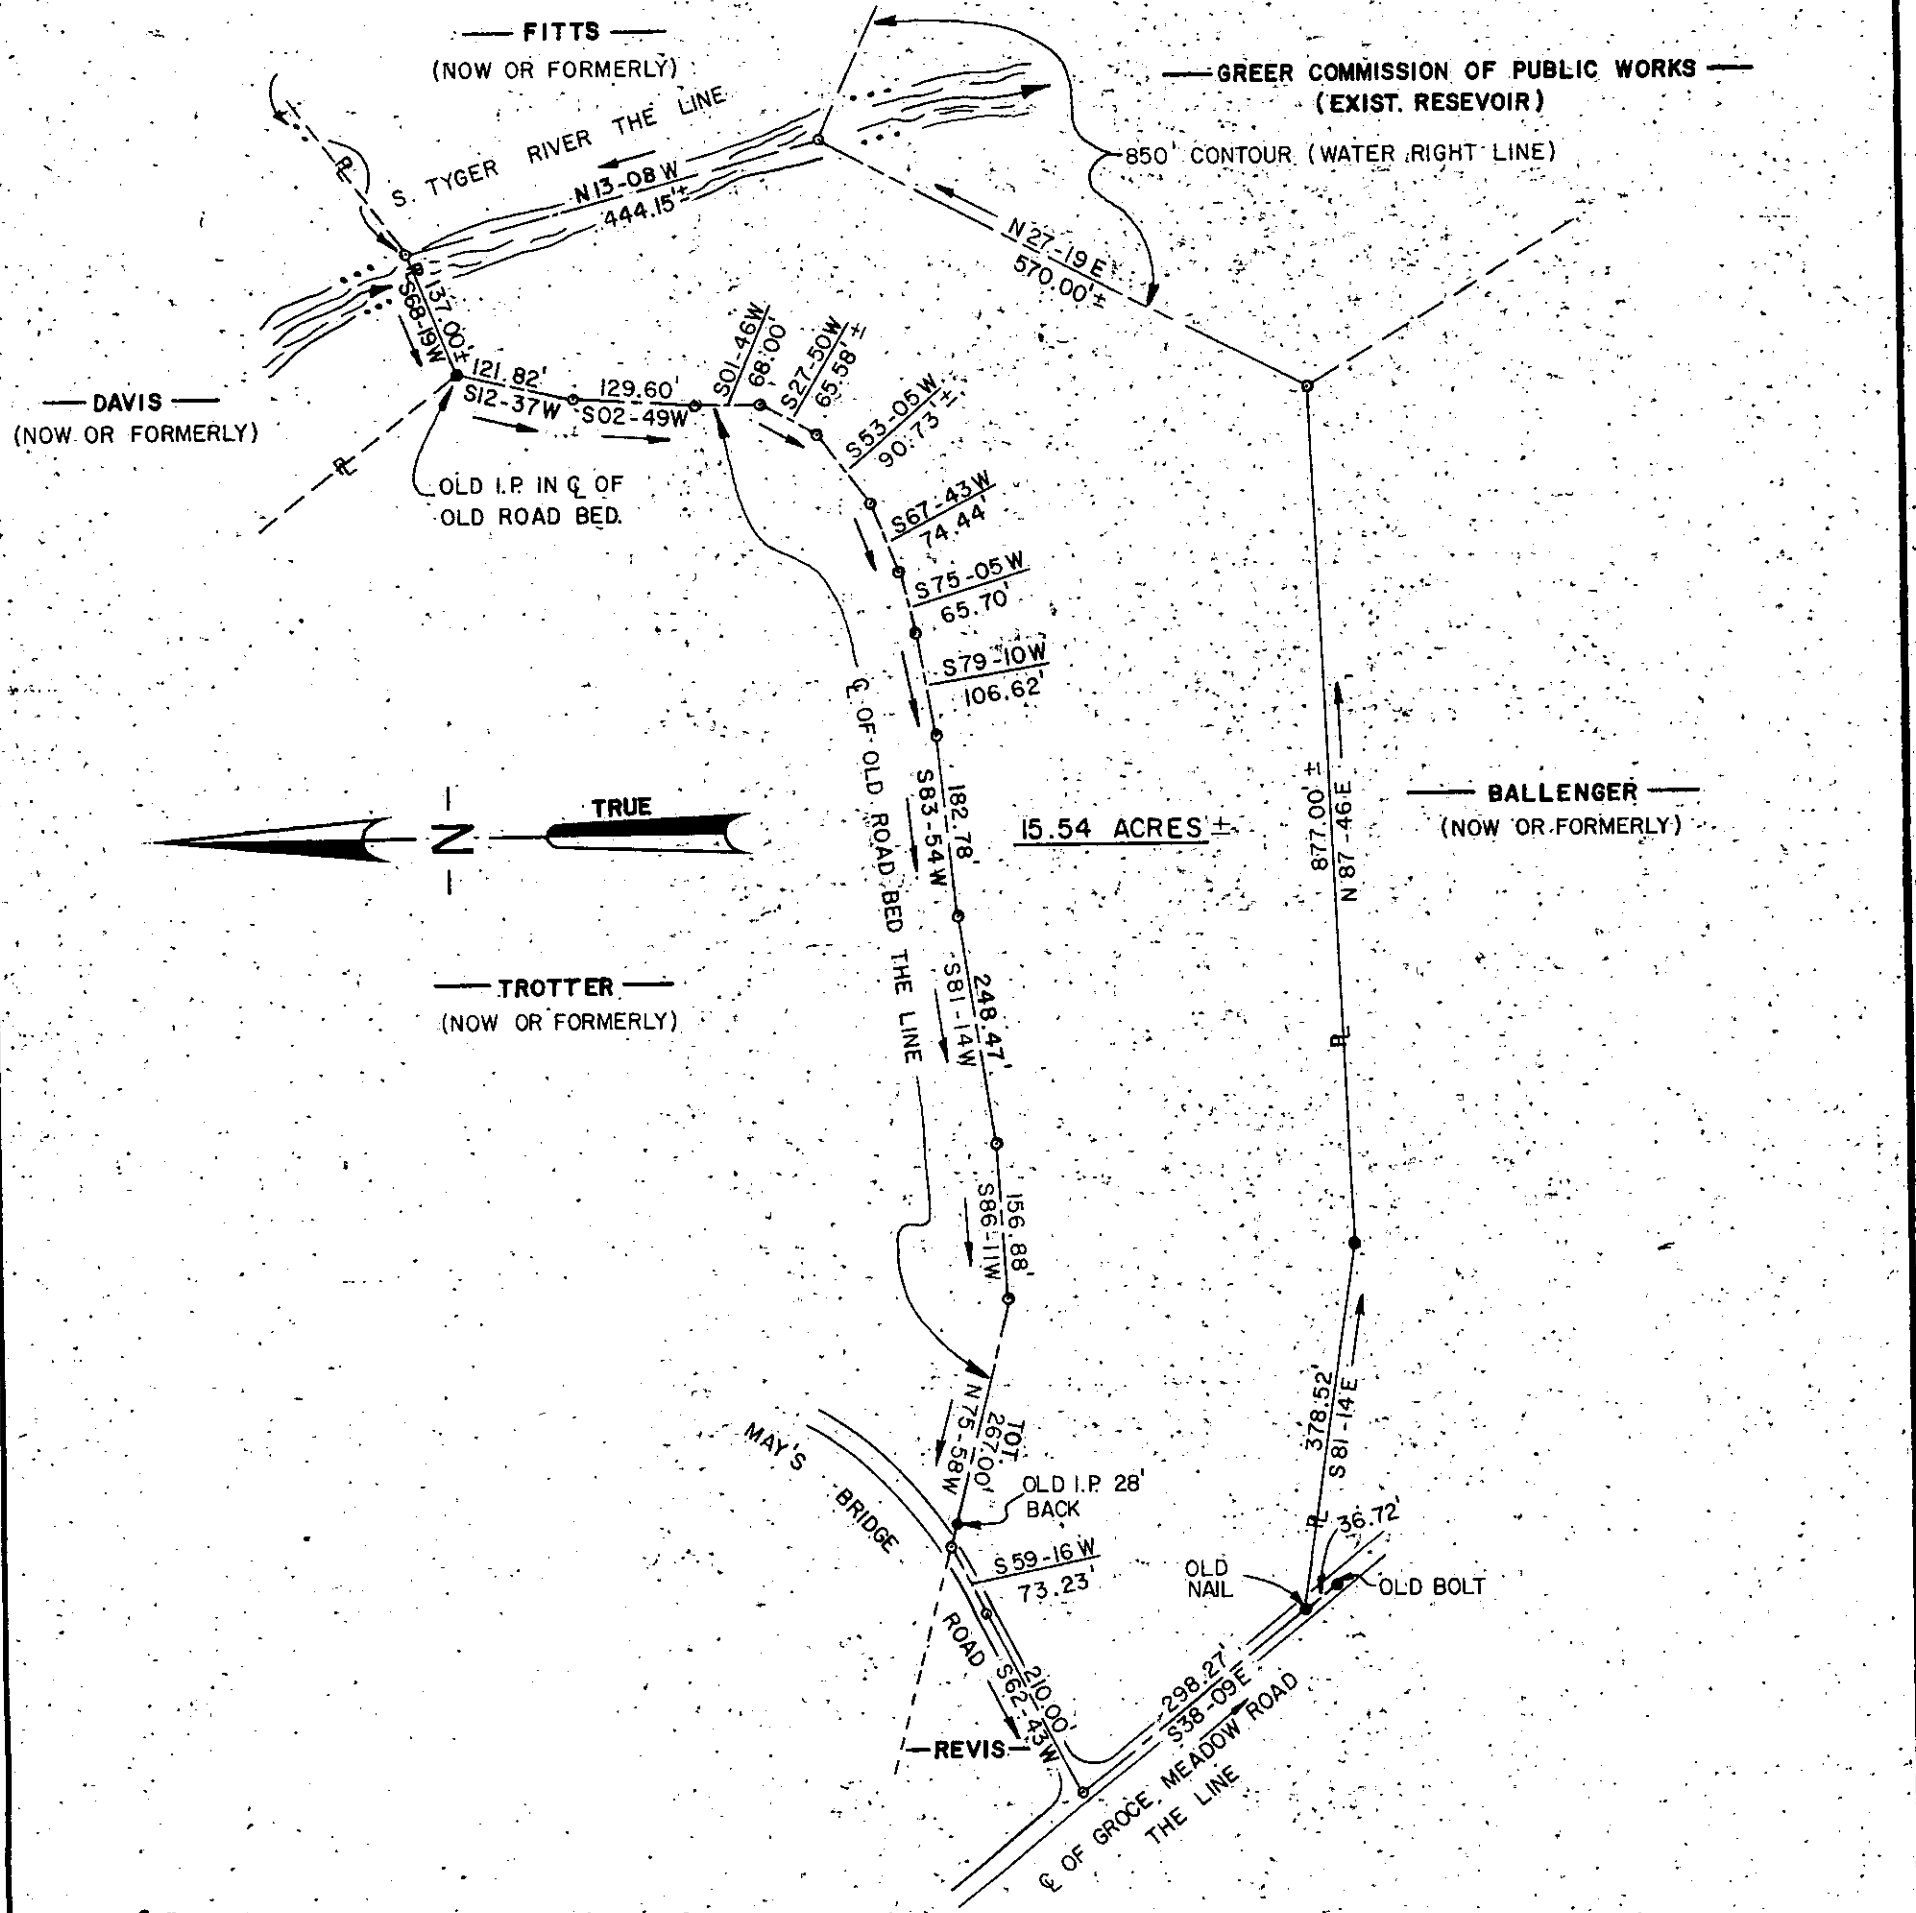 FITTS
(NOW OR FORMERLY)
GREER COMMISSION OF PUBLIC WORKS
(EXIST. RESEVOIR)
850' CONTOUR (WATER RIGHT LINE)
S. TYGER RIVER THE LINE
N13-08W
444.15'±
N27-19E
570.00'±
PL
137.00'±
S68-19W
121.82'
S12-37W
129.60'
S02-49W
S01-46W
68.00'
S27-50W
65.58'±
S53-05W
90.73'±
S67-43W
74.44'
S75-05W
65.70'
S79-10W
106.62'
DAVIS
(NOW OR FORMERLY)
PL
OLD I.P. IN ℄ OF
OLD ROAD BED.
℄ OF OLD ROAD BED THE LINE
182.78'
S83-54W
TRUE
N
15.54 ACRES ±
877.00'±
N87-46E
BALLENGER
(NOW OR FORMERLY)
TROTTER
(NOW OR FORMERLY)
248.47'
S81-14W
PL
156.88'
S86-11W
TOT.
267.00'
N75-58W
378.52'
S81-14E
MAY'S BRIDGE ROAD
OLD I.P. 28'
BACK
S59-16W
73.23'
PL
36.72'
OLD
NAIL
OLD BOLT
210.00'
S62-43W
REVIS
298.27'
S38-09E
℄ OF GROCE MEADOW ROAD
THE LINE